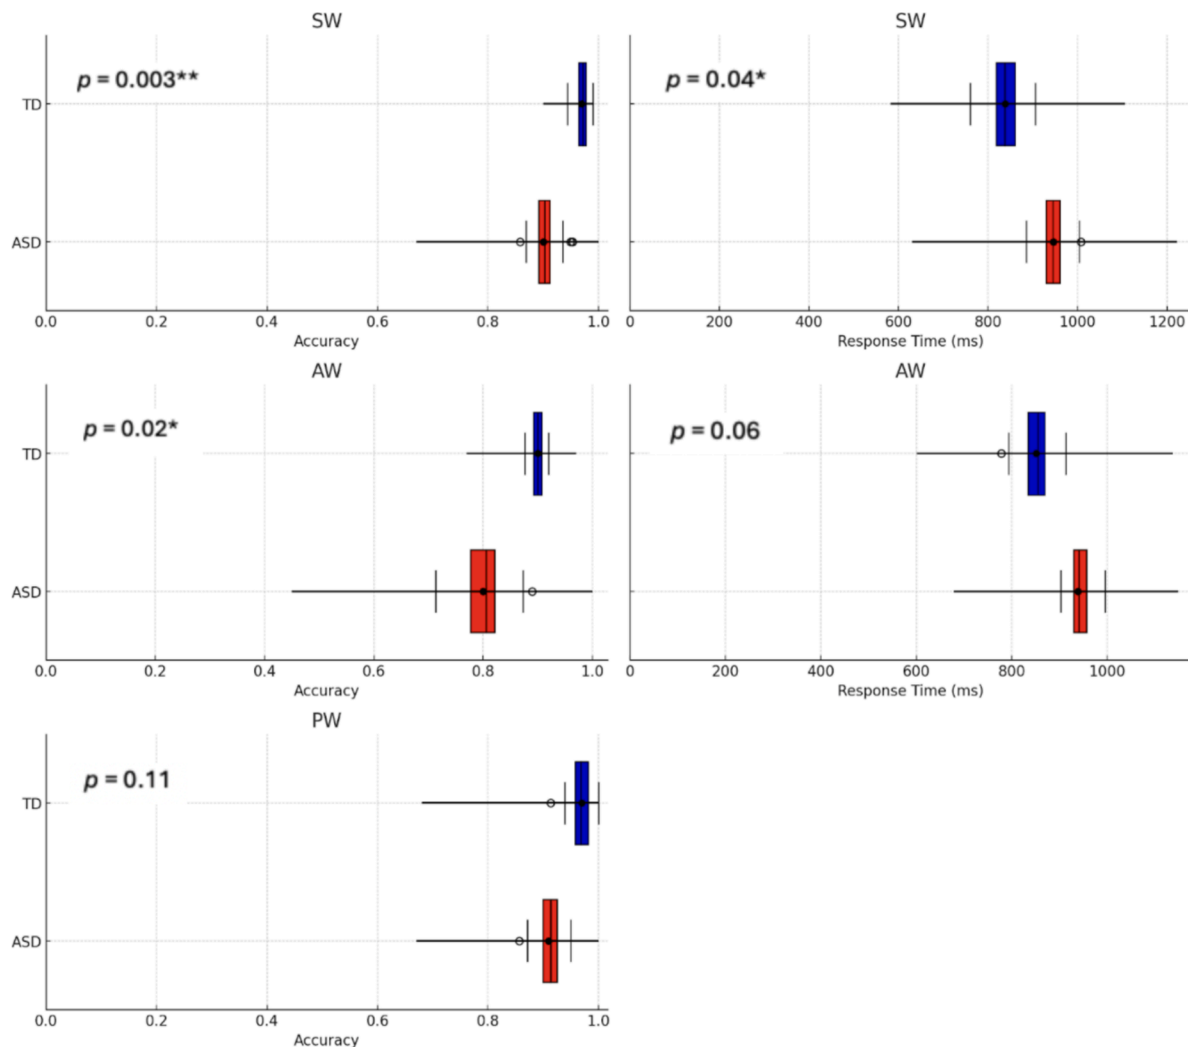 SW
p = 0.003**
TD
ASD
0.0 0.2 0.4 0.6 0.8 1.0
Accuracy
SW
p = 0.04*
0 200 400 600 800 1000 1200
Response Time (ms)
AW
p = 0.02*
TD
ASD
0.0 0.2 0.4 0.6 0.8 1.0
Accuracy
AW
p = 0.06
0 200 400 600 800 1000
Response Time (ms)
PW
p = 0.11
TD
ASD
0.0 0.2 0.4 0.6 0.8 1.0
Accuracy